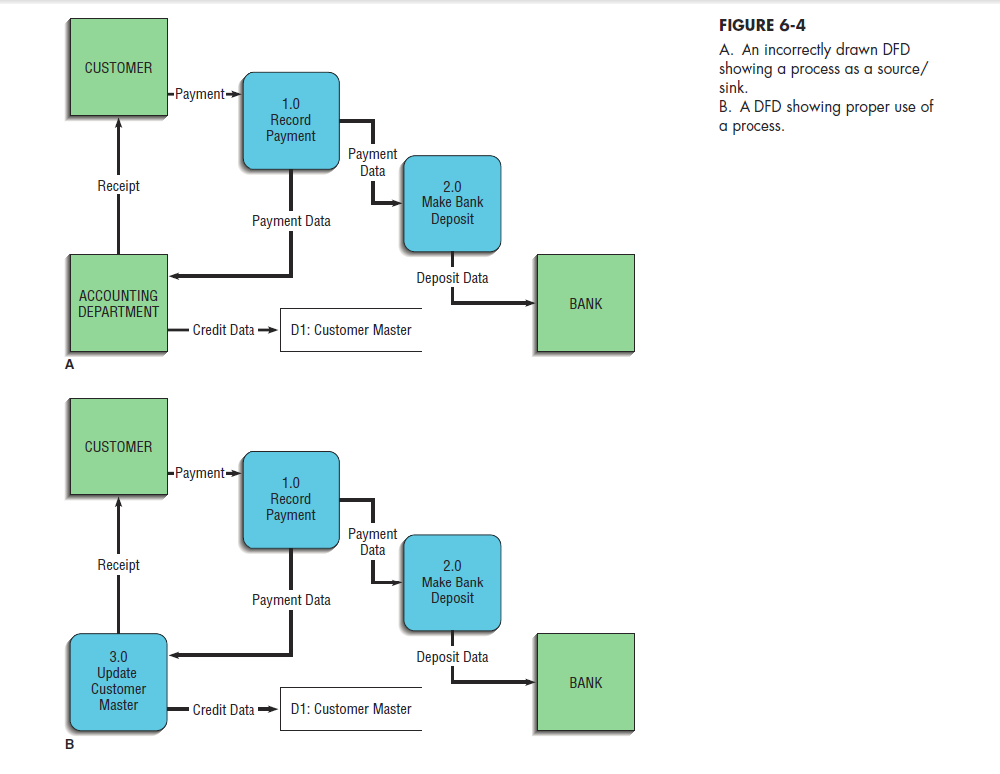 FIGURE 6-4
A. An incorrectly drawn DFD
showing a process as a source/
sink.
B. A DFD showing proper use of
a process.
CUSTOMER
Payment
1.0
Record
Payment
Payment
Data
Receipt
2.0
Make Bank
Deposit
Payment Data
Deposit Data
ACCOUNTING
DEPARTMENT
BANK
Credit Data
D1: Customer Master
A
CUSTOMER
Payment
1.0
Record
Payment
Payment
Data
Receipt
2.0
Make Bank
Deposit
Payment Data
Deposit Data
3.0
Update
Customer
Master
BANK
Credit Data
D1: Customer Master
B